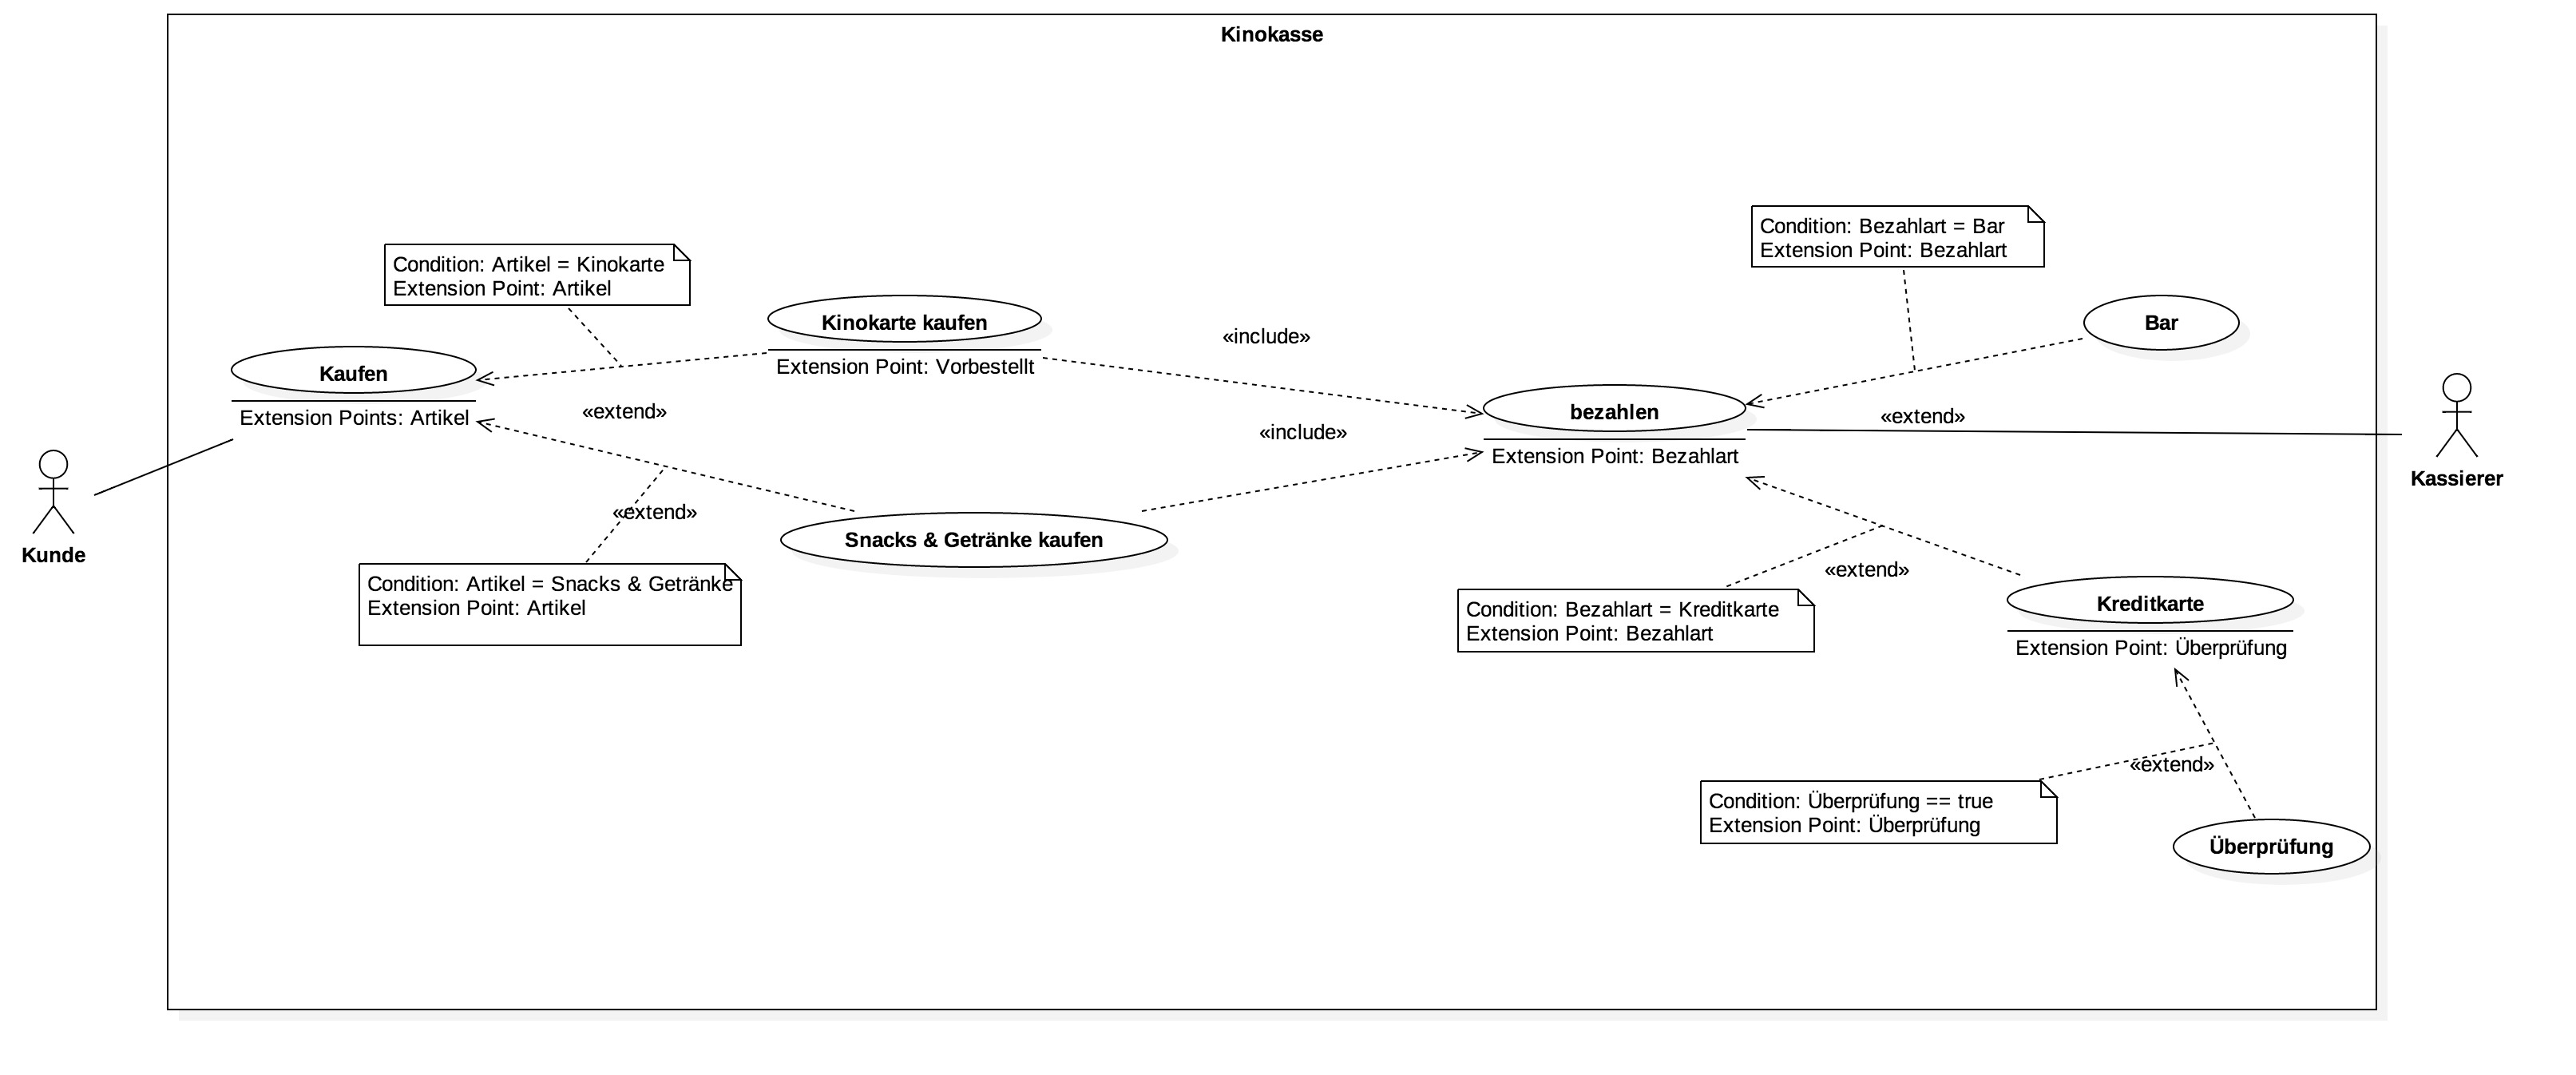 Kinokasse
Condition: Bezahlart = Bar
Extension Point: Bezahlart
Condition: Artikel = Kinokarte
Extension Point: Artikel
Kinokarte kaufen
Extension Point: Vorbestellt
«include»
Bar
Kaufen
Extension Points: Artikel
«extend»
«include»
bezahlen
Extension Point: Bezahlart
«extend»
Kassierer
Kunde
«extend»
Snacks & Getränke kaufen
Condition: Artikel = Snacks & Getränke
Extension Point: Artikel
«extend»
Condition: Bezahlart = Kreditkarte
Extension Point: Bezahlart
Kreditkarte
Extension Point: Überprüfung
«extend»
Condition: Überprüfung == true
Extension Point: Überprüfung
Überprüfung